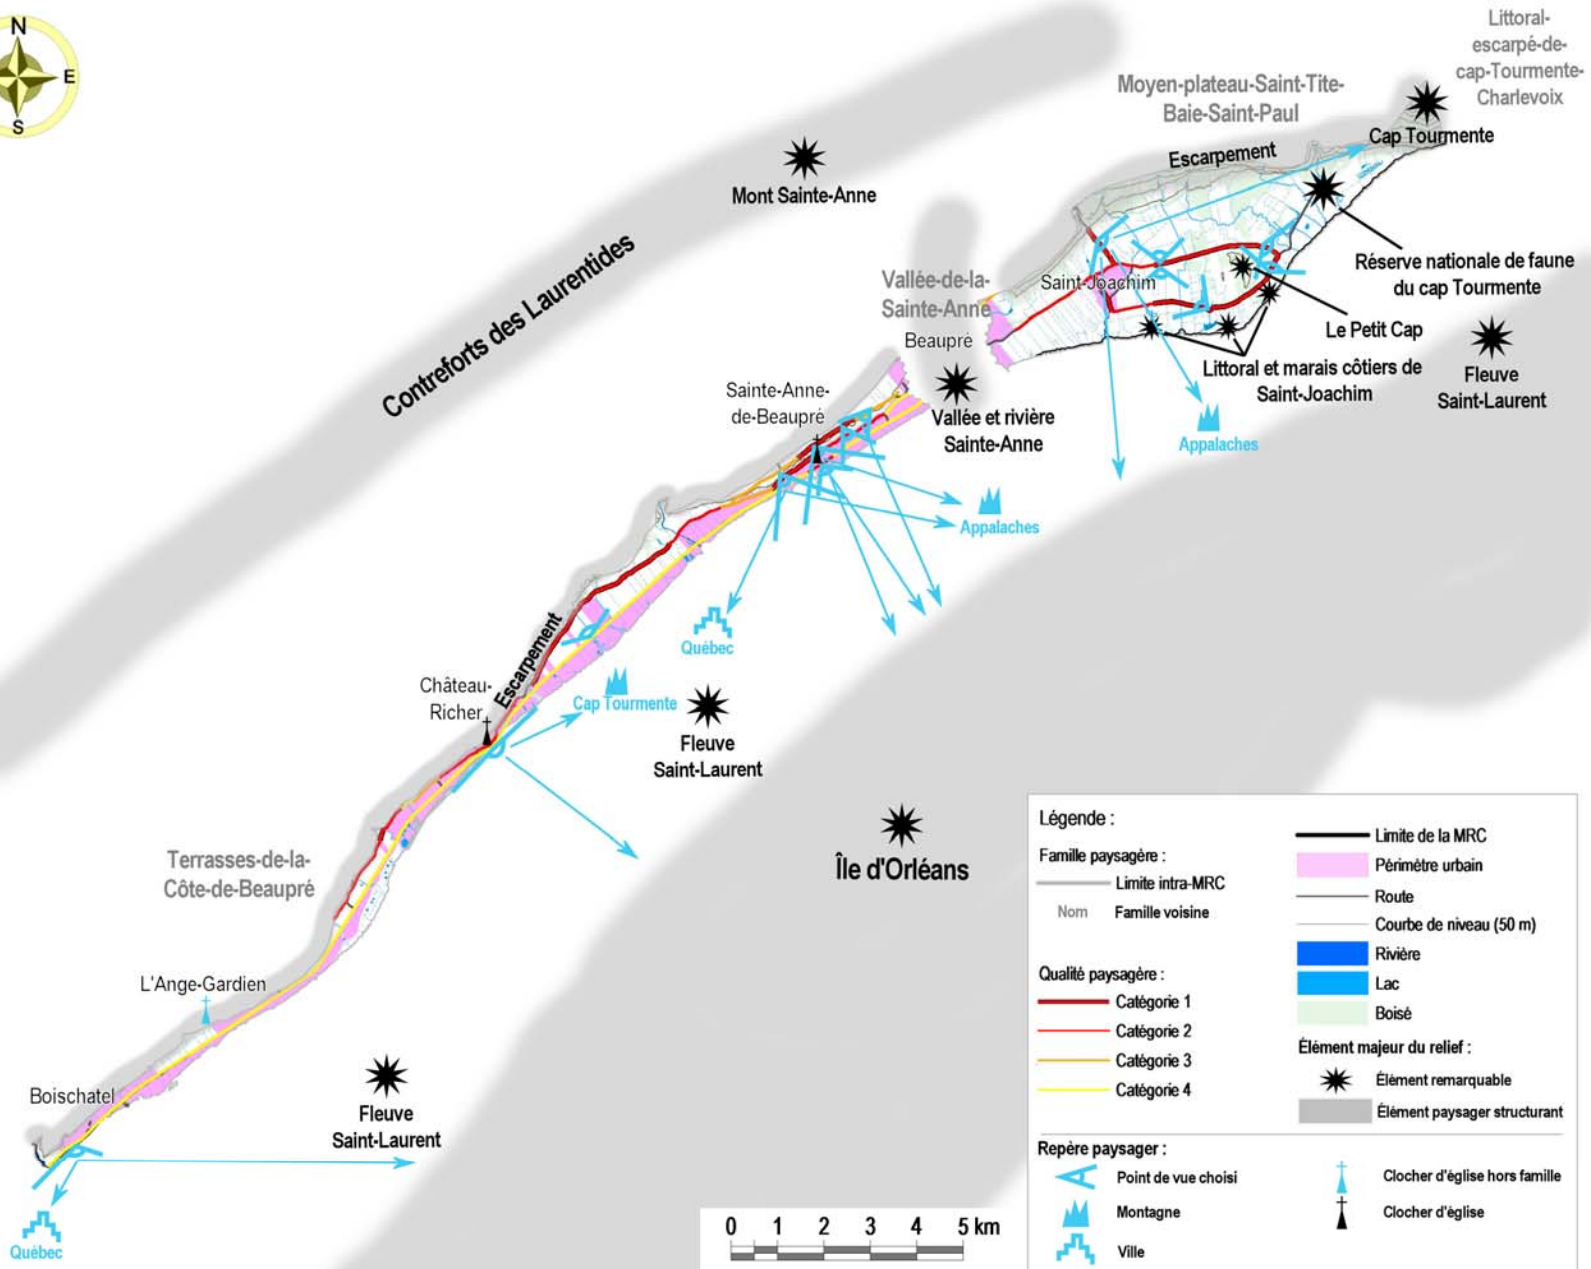 N
E
S
Littoral-
escarpé-de-
cap-Tourmente-
Charlevoix
Moyen-plateau-Saint-Tite-
Baie-Saint-Paul
Cap Tourmente
Escarpement
Mont Sainte-Anne
Contreforts des Laurentides
Vallée-de-la-
Sainte-Anne
Saint-Joachim
Réserve nationale de faune
du cap Tourmente
Le Petit Cap
Beaupré
Littoral et marais côtiers de
Saint-Joachim
Fleuve
Saint-Laurent
Sainte-Anne-
de-Beaupré
Vallée et rivière
Sainte-Anne
Appalaches
Appalaches
Escarpement
Québec
Château-
Richer
Cap Tourmente
Fleuve
Saint-Laurent
Île d'Orléans
Terrasses-de-la-
Côte-de-Beaupré
L'Ange-Gardien
Boischatel
Fleuve
Saint-Laurent
Québec
0 1 2 3 4 5 km
Légende :
Famille paysagère :
Limite intra-MRC
Nom Famille voisine
Qualité paysagère :
Catégorie 1
Catégorie 2
Catégorie 3
Catégorie 4
Limite de la MRC
Périmètre urbain
Route
Courbe de niveau (50 m)
Rivière
Lac
Boisé
Élément majeur du relief :
Élément remarquable
Élément paysager structurant
Repère paysager :
Point de vue choisi
Montagne
Ville
Clocher d'église hors famille
Clocher d'église